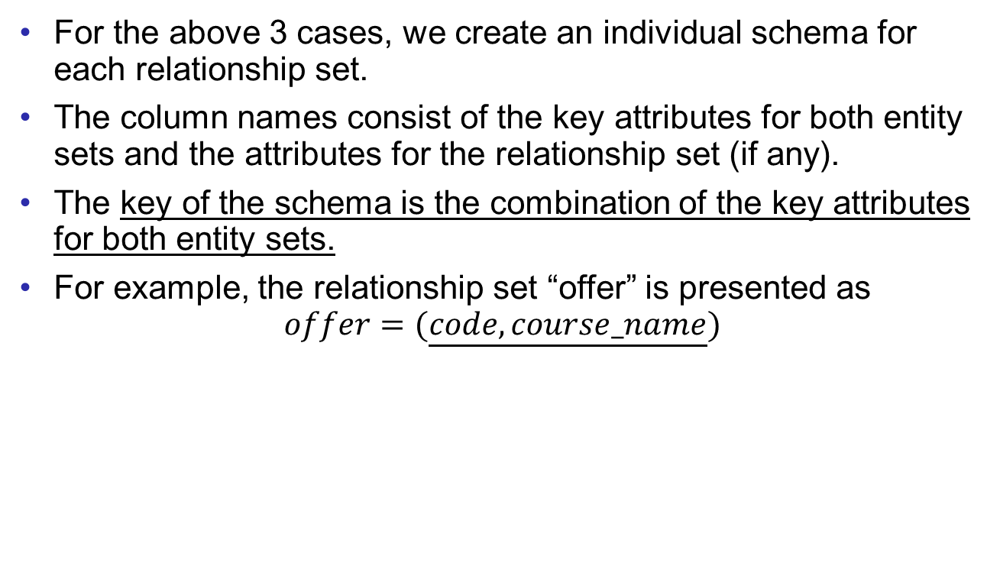 • For the above 3 cases, we create an individual schema for
each relationship set.
• The column names consist of the key attributes for both entity
sets and the attributes for the relationship set (if any).
• The key of the schema is the combination of the key attributes
for both entity sets.
• For example, the relationship set “offer” is presented as
𝑜𝑓𝑓𝑒𝑟 = (𝑐𝑜𝑑𝑒, 𝑐𝑜𝑢𝑟𝑠𝑒_𝑛𝑎𝑚𝑒)